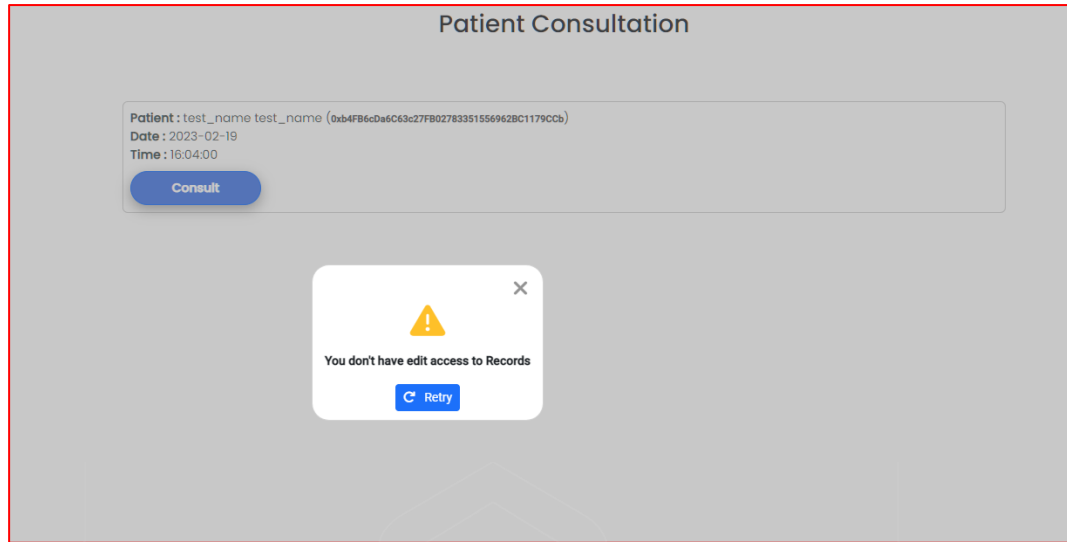 Patient Consultation
Patient : test_name test_name (0xb4FB6cDa6C63c27FB02783351556962BC1179CCb)
Date : 2023-02-19
Time : 16:04:00
Consult
You don't have edit access to Records
Retry